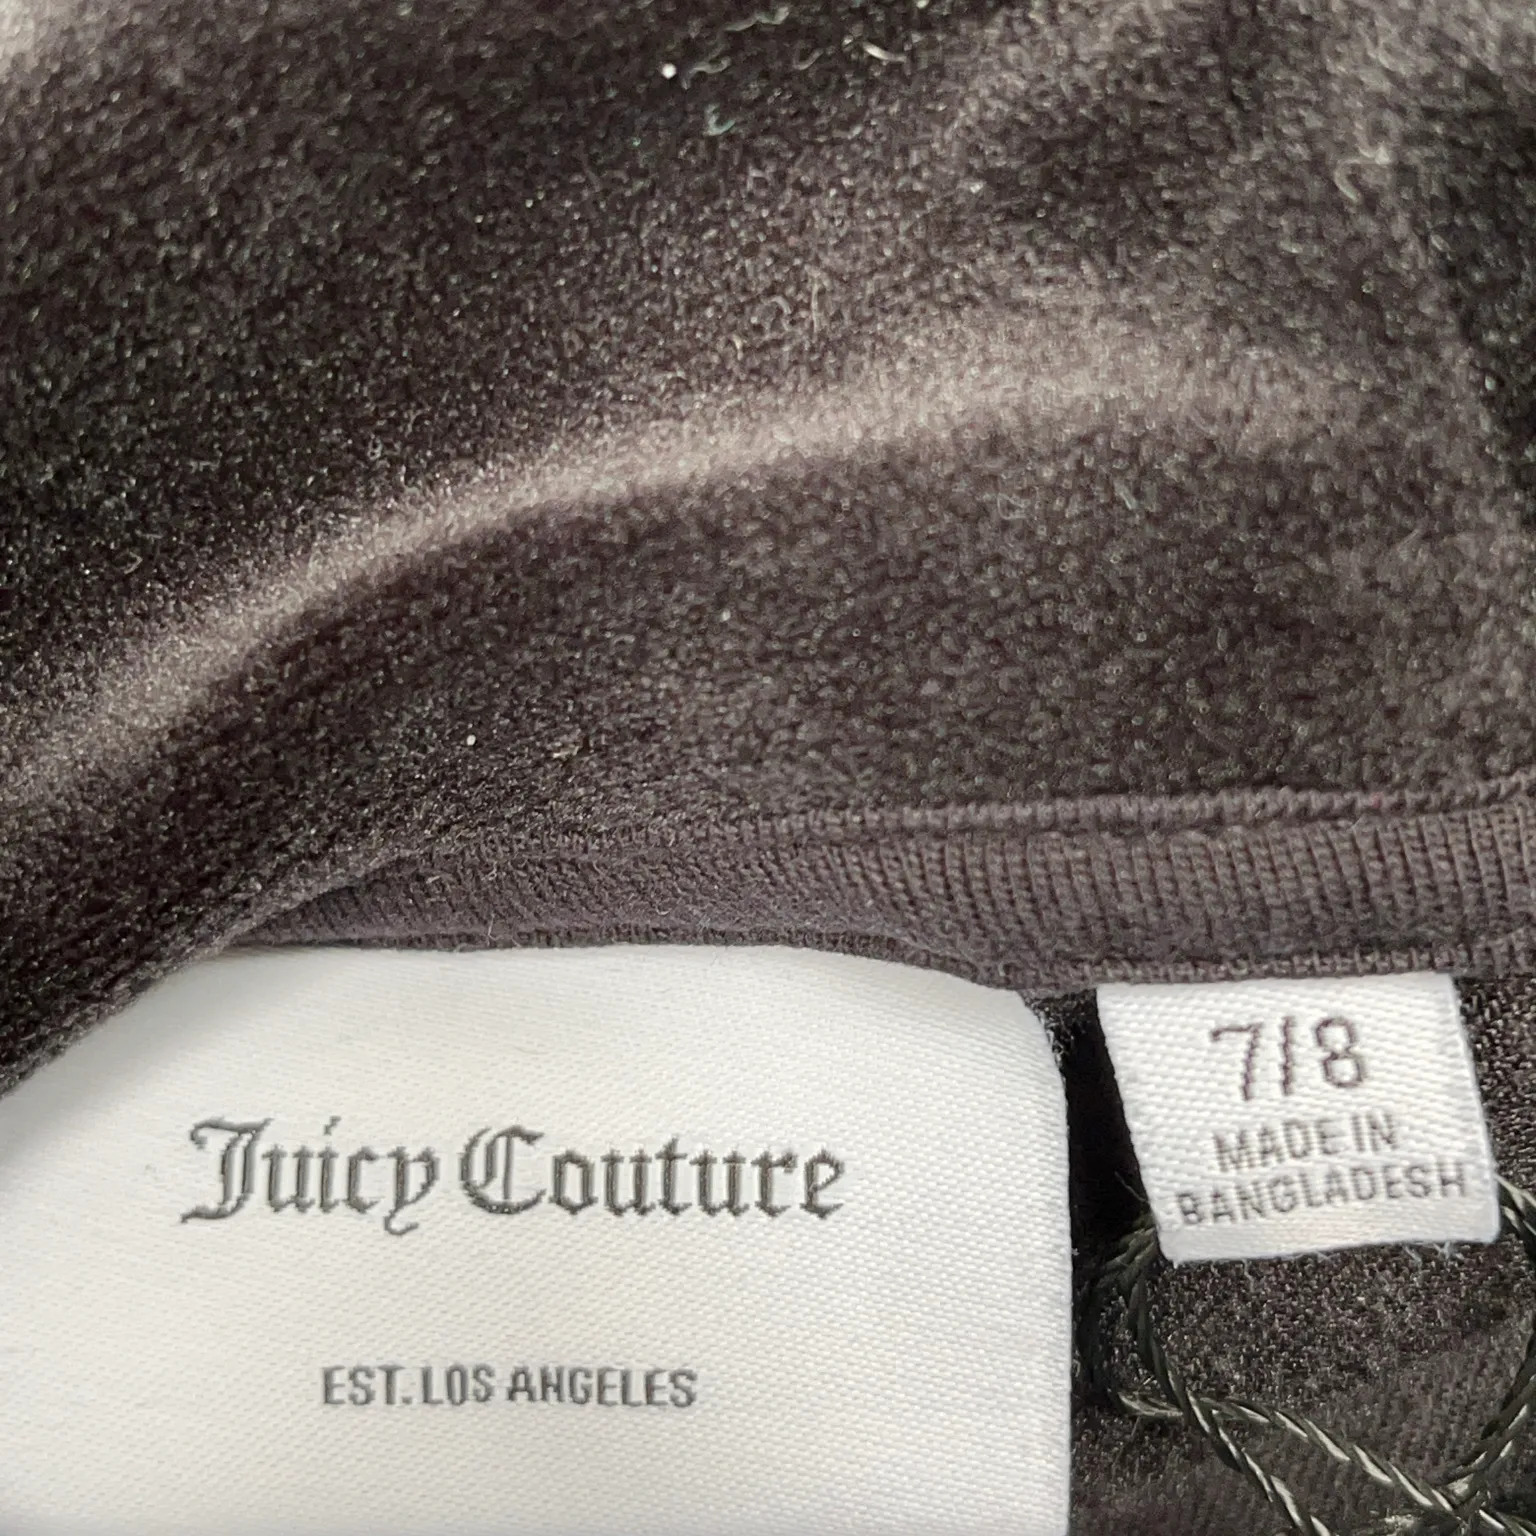 Juicy Couture
EST. LOS ANGELES
7/8
MADE IN
BANGLADESH